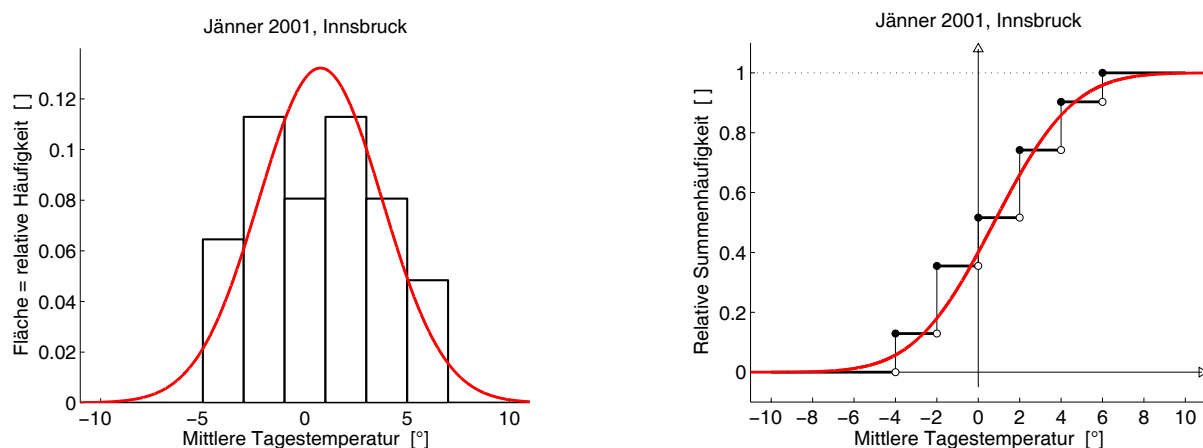 Jänner 2001, Innsbruck
Fläche = relative Häufigkeit [ ]
0.12
0.1
0.08
0.06
0.04
0.02
0
−10 −5 0 5 10
Mittlere Tagestemperatur [°]
Jänner 2001, Innsbruck
Relative Summenhäufigkeit [ ]
1
0.8
0.6
0.4
0.2
0
−10 −8 −6 −4 −2 0 2 4 6 8 10
Mittlere Tagestemperatur [°]